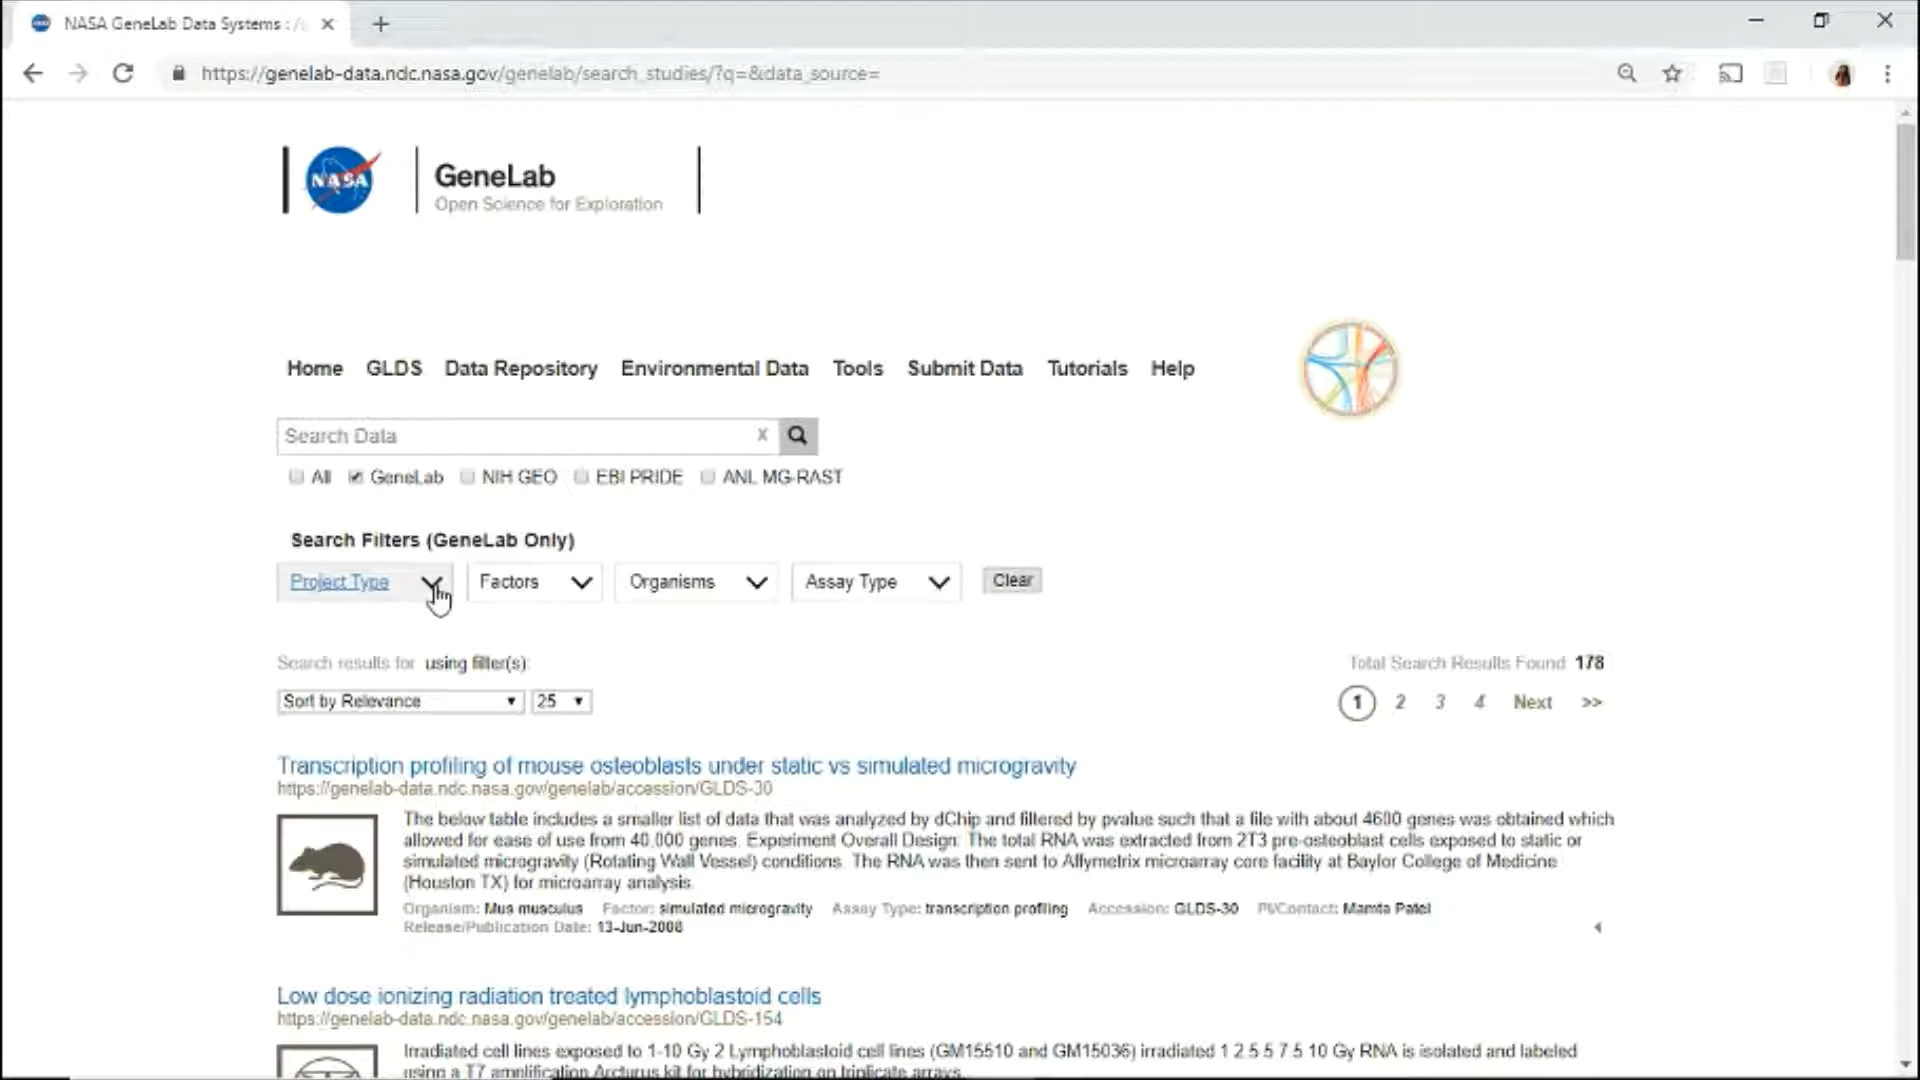 NASA GeneLab Data Systems : /
https://genelab-data.ndc.nasa.gov/genelab/search_studies/?q=&data_source=
NASA
GeneLab
Open Science for Exploration
Home GLDS Data Repository Environmental Data Tools Submit Data Tutorials Help
Search Data X
All GeneLab NIH GEO EBI PRIDE ANL MG-RAST
Search Filters (GeneLab Only)
Project Type Factors Organisms Assay Type Clear
Search results for using filter(s): Total Search Results Found 178
Sort by Relevance 25 1 2 3 4 Next >>
Transcription profiling of mouse osteoblasts under static vs simulated microgravity
https://genelab-data.ndc.nasa.gov/genelab/accession/GLDS-30
The below table includes a smaller list of data that was analyzed by dChip and filtered by pvalue such that a file with about 4600 genes was obtained which
allowed for ease of use from 40,000 genes. Experiment Overall Design: The total RNA was extracted from 2T3 pre-osteoblast cells exposed to static or
simulated microgravity (Rotating Wall Vessel) conditions. The RNA was then sent to Affymetrix microarray core facility at Baylor College of Medicine
(Houston TX) for microarray analysis.
Organism: Mus musculus Factor: simulated microgravity Assay Type: transcription profiling Accession: GLDS-30 PI/Contact: Mamta Patel
Release/Publication Date: 13-Jun-2008
Low dose ionizing radiation treated lymphoblastoid cells
https://genelab-data.ndc.nasa.gov/genelab/accession/GLDS-154
Irradiated cell lines exposed to 1-10 Gy 2 Lymphoblastoid cell lines (GM15510 and GM15036) irradiated 1 2.5 5 7.5 10 Gy RNA is isolated and labeled
using a T7 amplification Arcturus kit for hybridization on triplicate arrays.